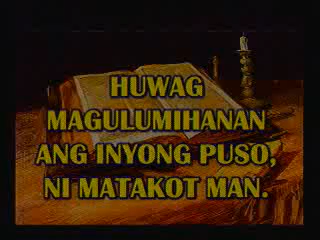 HUWAG
MAGULUMIHANAN
ANG INYONG PUSO,
NI MATAKOT MAN.